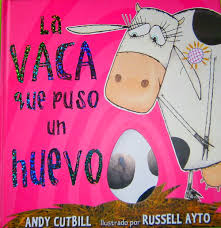 La
VACA
que puso
un
huevo
ANDY CUTBILL ilustrado por RUSSELL AYTO